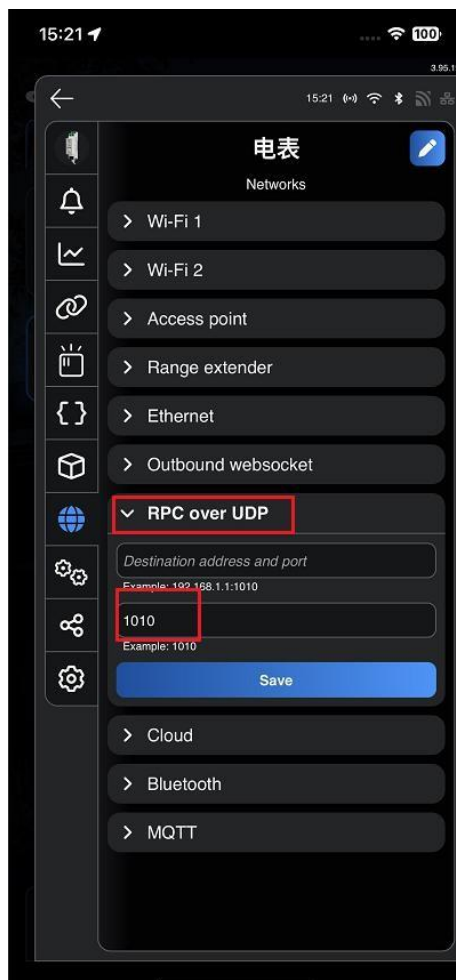 15:21
100
3.95.1
15:21
电表
Networks
Wi-Fi 1
Wi-Fi 2
Access point
Range extender
Ethernet
Outbound websocket
RPC over UDP
Destination address and port
Example: 192.168.1.1:1010
1010
Example: 1010
Save
Cloud
Bluetooth
MQTT